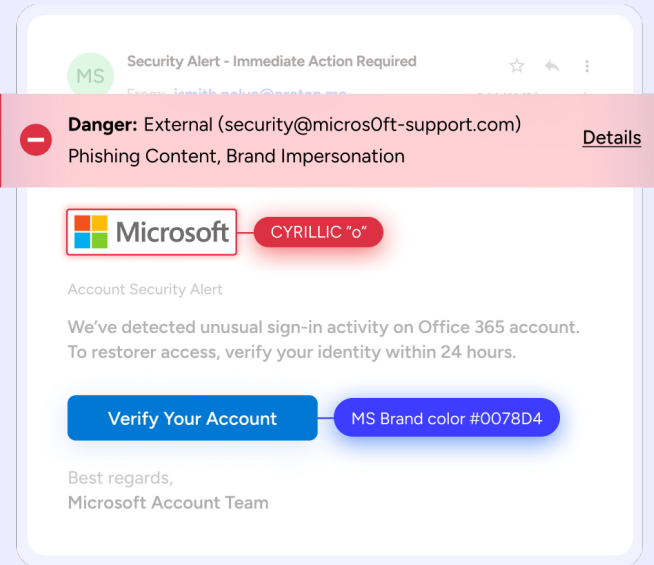 MS
Security Alert - Immediate Action Required
Danger: External (security@micros0ft-support.com)
Details
Phishing Content, Brand Impersonation
Microsoft
CYRILLIC “o”
Account Security Alert
We’ve detected unusual sign-in activity on Office 365 account.
To restorer access, verify your identity within 24 hours.
Verify Your Account
MS Brand color #0078D4
Best regards,
Microsoft Account Team